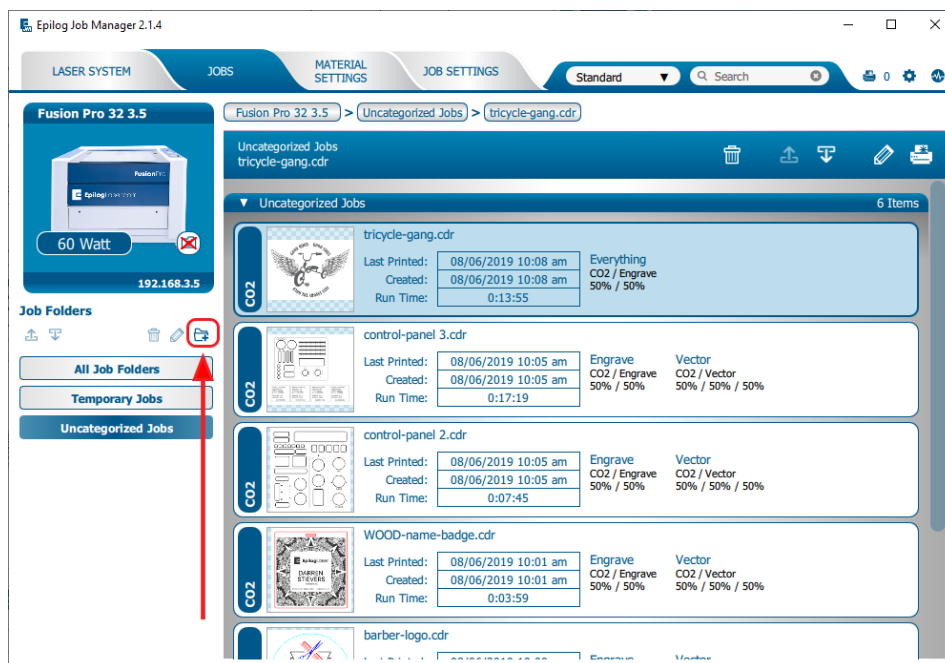 Epilog Job Manager 2.1.4
LASER SYSTEM
JOBS
MATERIAL
SETTINGS
JOB SETTINGS
Standard
Search
0
Fusion Pro 32 3.5
FusionPro
60 Watt
192.168.3.5
Job Folders
All Job Folders
Temporary Jobs
Uncategorized Jobs
Fusion Pro 32 3.5 > Uncategorized Jobs > tricycle-gang.cdr
Uncategorized Jobs
tricycle-gang.cdr
Uncategorized Jobs 6 Items
CO2
tricycle-gang.cdr
Last Printed: 08/06/2019 10:08 am
Created: 08/06/2019 10:08 am
Run Time: 0:13:55
Everything
CO2 / Engrave
50% / 50%
CO2
control-panel 3.cdr
Last Printed: 08/06/2019 10:05 am
Created: 08/06/2019 10:05 am
Run Time: 0:17:19
Engrave
CO2 / Engrave
50% / 50%
Vector
CO2 / Vector
50% / 50% / 50%
CO2
control-panel 2.cdr
Last Printed: 08/06/2019 10:05 am
Created: 08/06/2019 10:05 am
Run Time: 0:07:45
Engrave
CO2 / Engrave
50% / 50%
Vector
CO2 / Vector
50% / 50% / 50%
CO2
WOOD-name-badge.cdr
DARREN
STIEVERS
Last Printed: 08/06/2019 10:01 am
Created: 08/06/2019 10:01 am
Run Time: 0:03:59
Engrave
CO2 / Engrave
50% / 50%
Vector
CO2 / Vector
50% / 50% / 50%
barber-logo.cdr